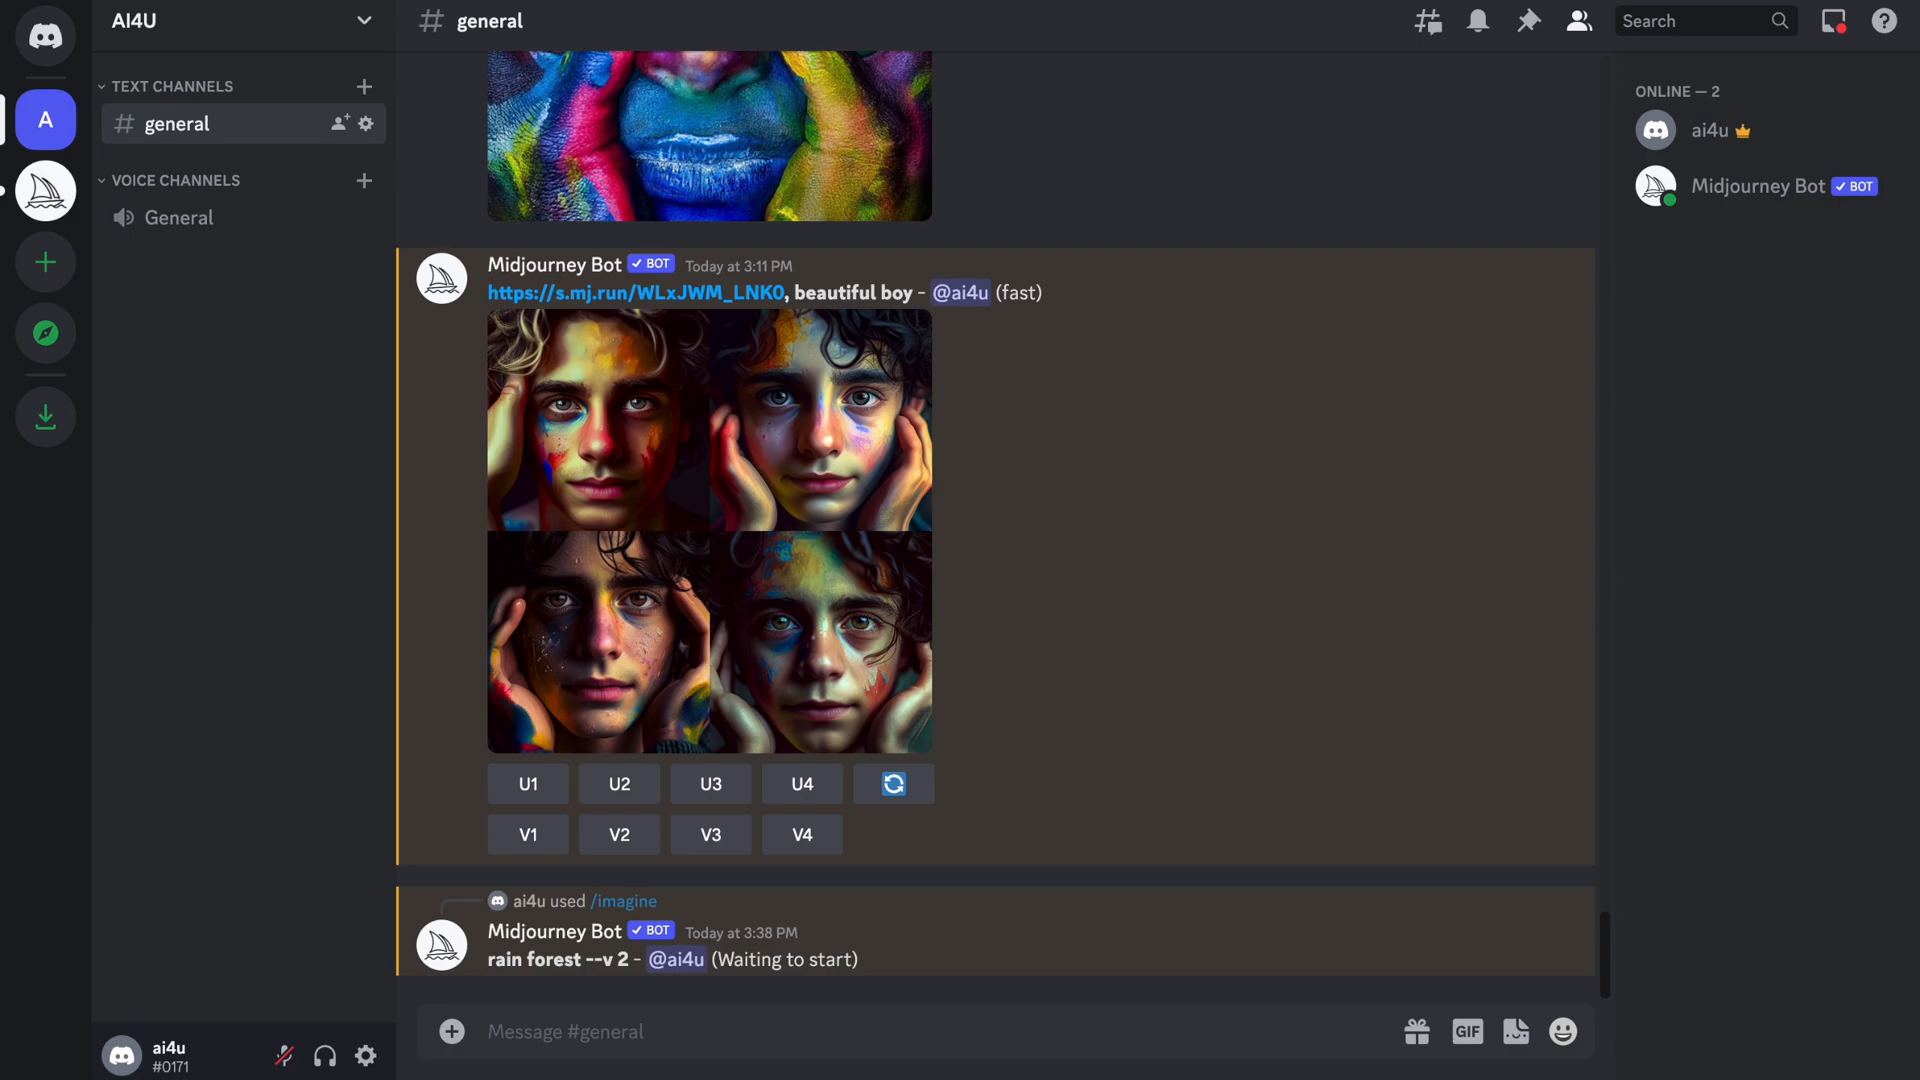 AI4U
general
Search
TEXT CHANNELS
general
VOICE CHANNELS
General
A
ONLINE — 2
ai4u
Midjourney Bot BOT
Midjourney Bot BOT Today at 3:11 PM
https://s.mj.run/WLxJWM_LNK0, beautiful boy - @ai4u (fast)
U1 U2 U3 U4
V1 V2 V3 V4
ai4u used /imagine
Midjourney Bot BOT Today at 3:38 PM
rain forest --v 2 - @ai4u (Waiting to start)
Message #general
GIF
ai4u
#0171